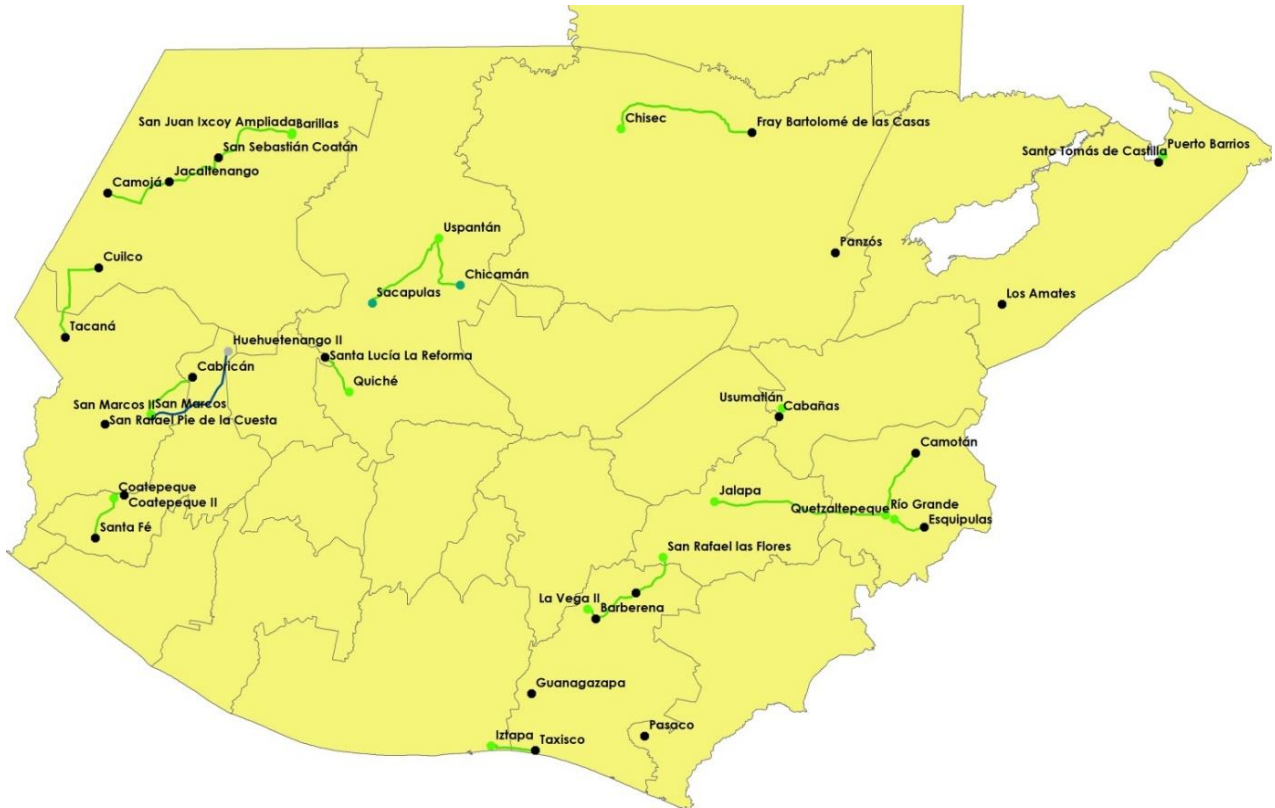 San Juan Ixcoy Ampliada
Barillas
Chisec
Fray Bartolomé de las Casas
San Sebastián Coatán
Puerto Barrios
Santo Tomás de Castilla
Jacaltenango
Camojá
Uspantán
Panzós
Cuilco
Chicamán
Sacapulas
Los Amates
Tacaná
Huehuetenango II
Santa Lucía La Reforma
Cabricán
Quiché
Usumatlán
Cabañas
San Marcos II
San Marcos
San Rafael Pie de la Cuesta
Camotán
Coatepeque
Jalapa
Coatepeque II
Quetzaltepeque
Río Grande
Esquipulas
Santa Fé
San Rafael las Flores
La Vega II
Barberena
Guanagazapa
Pasaco
Iztapa
Taxisco